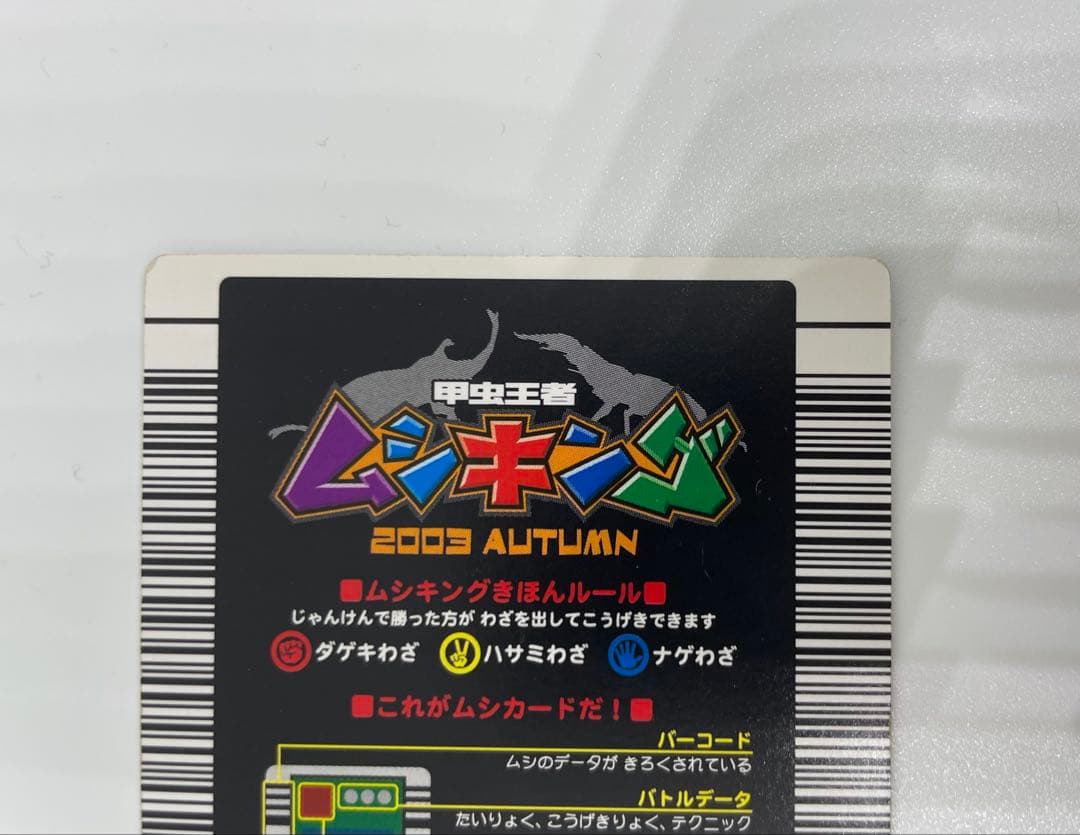 甲虫王者
ムシキング
2003 AUTUMN
■ムシキングきほんルール■
じゃんけんで勝った方が わざを出してこうげきできます
ダゲキわざ ハサミわざ ナゲわざ
■これがムシカードだ！■
バーコード
ムシのデータが きろくされている
バトルデータ
たいりょく、こうげきりょく、テクニック